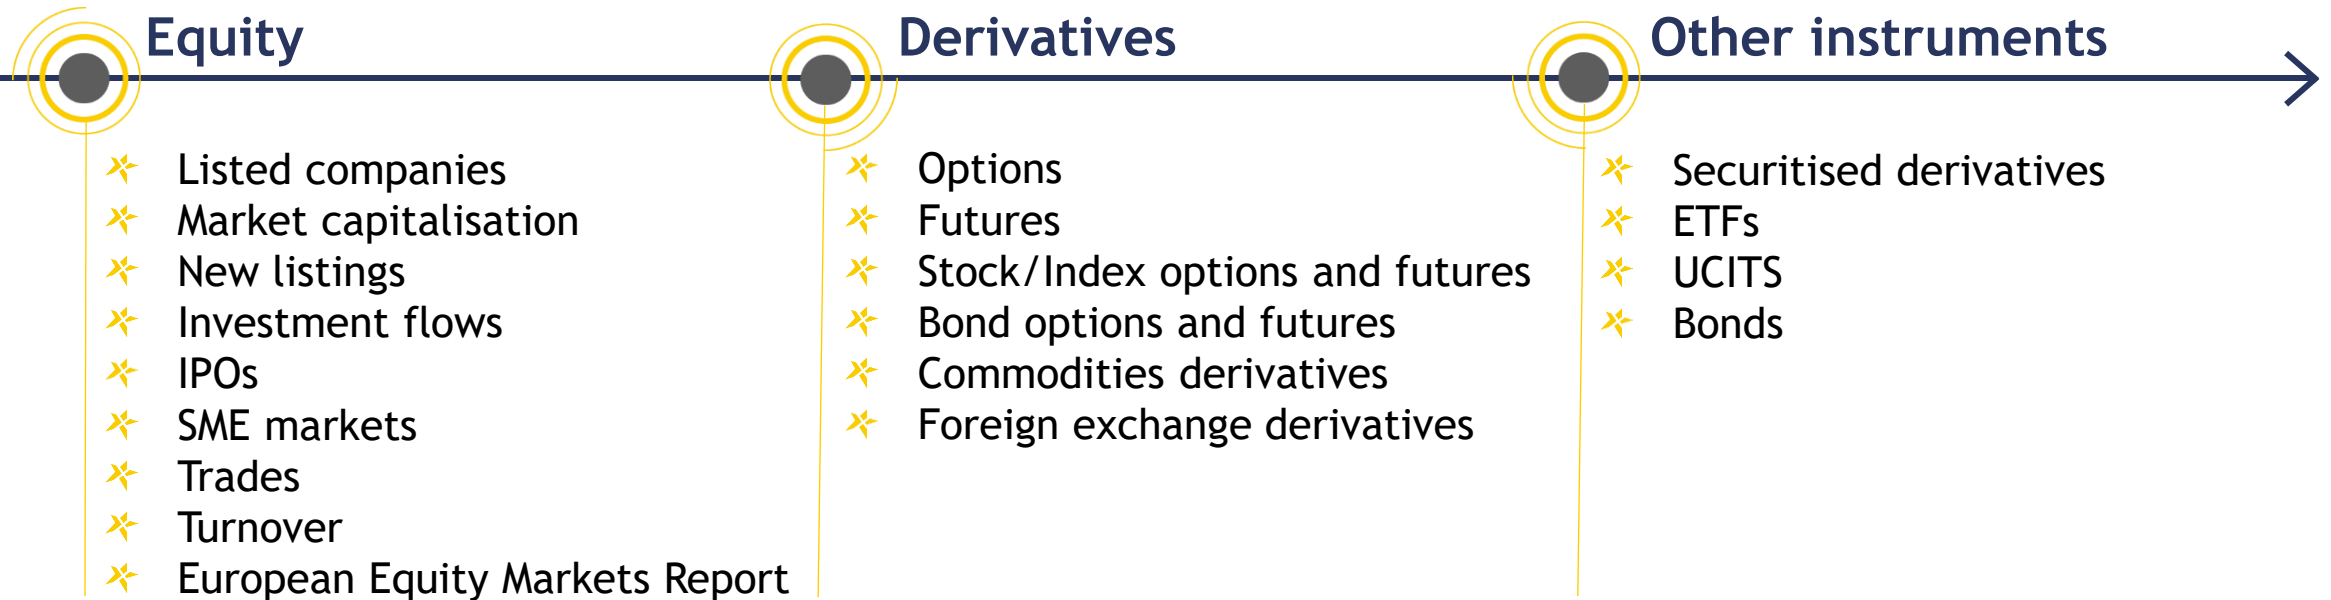 Equity
Listed companies
Market capitalisation
New listings
Investment flows
IPOs
SME markets
Trades
Turnover
European Equity Markets Report
Derivatives
Options
Futures
Stock/Index options and futures
Bond options and futures
Commodities derivatives
Foreign exchange derivatives
Other instruments
Securitised derivatives
ETFs
UCITS
Bonds